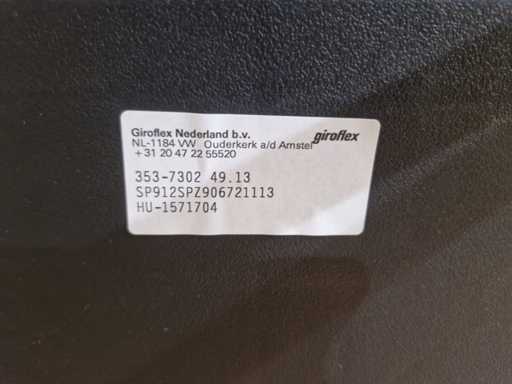 Giroflex Nederland b.v.
giroflex
NL-1184 VW Ouderkerk a/d Amstel
+31 20 47 22 55520
353-7302 49.13
SP912SPZ906721113
HU-1571704